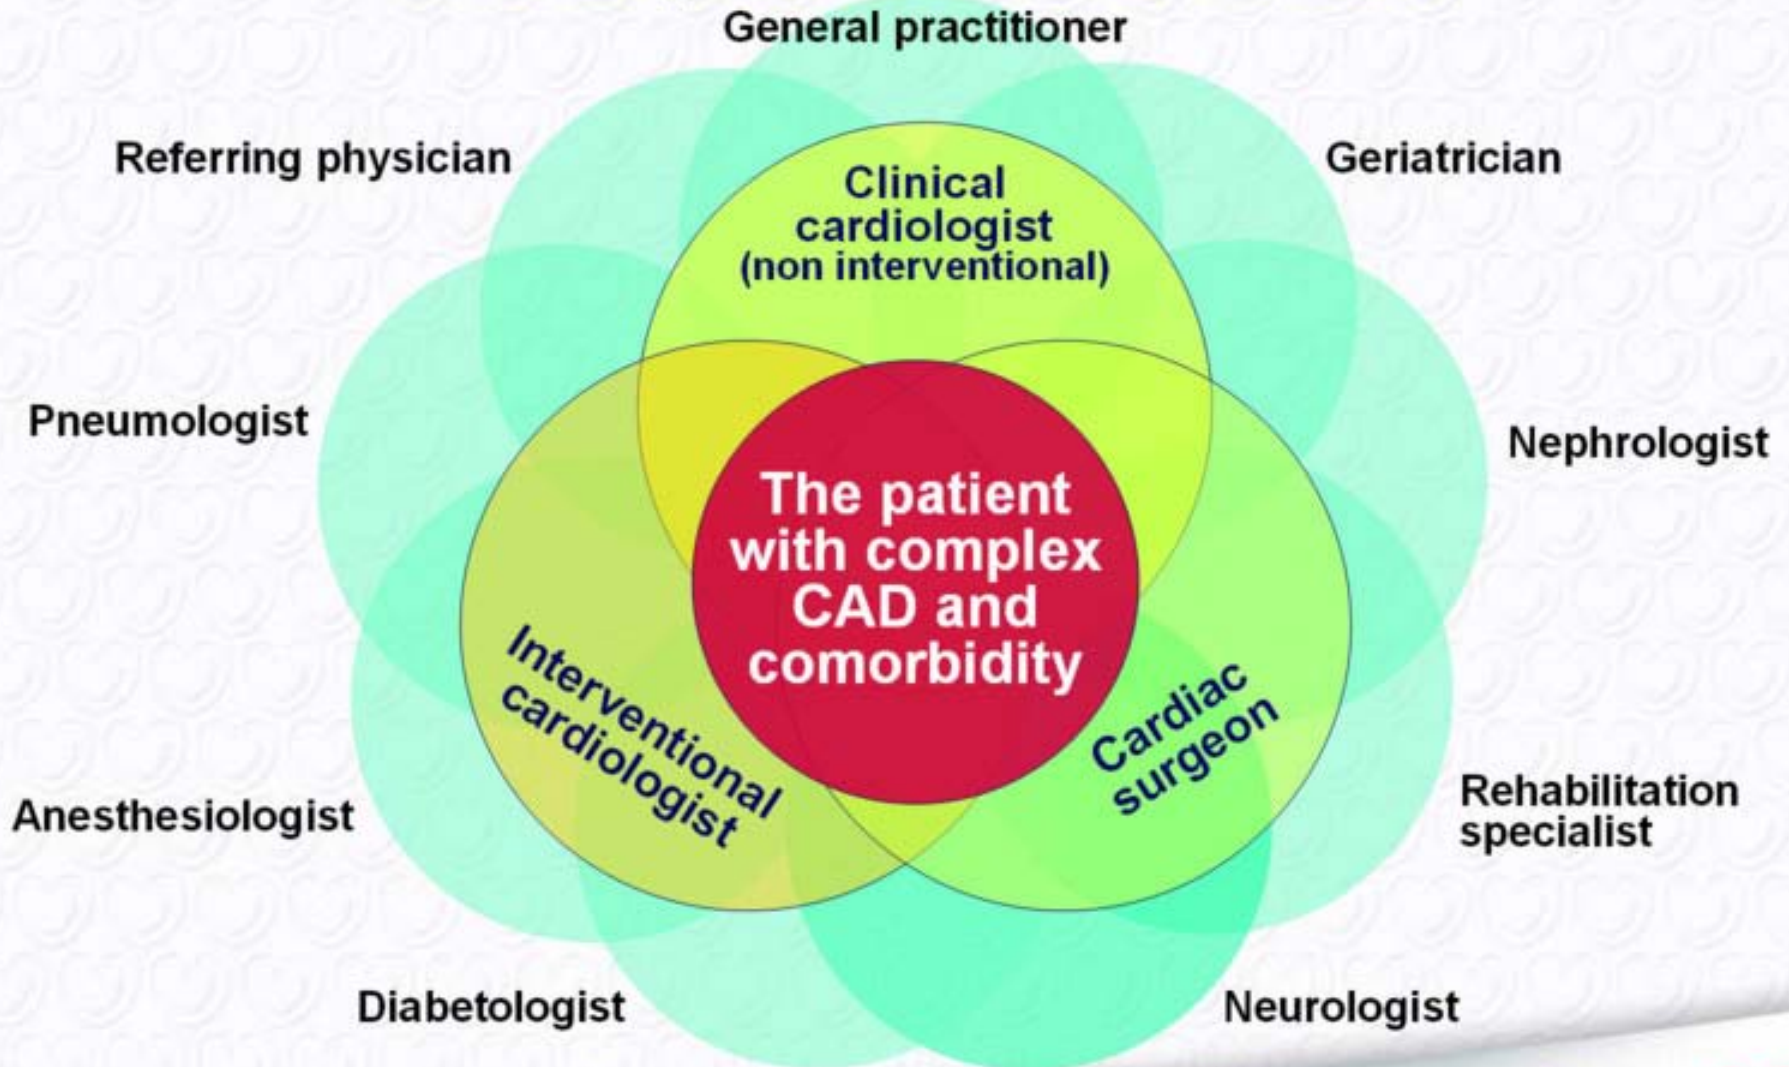 General practitioner
Referring physician
Geriatrician
Clinical
cardiologist
(non interventional)
Pneumologist
Nephrologist
The patient
with complex
CAD and
comorbidity
Interventional
cardiologist
Cardiac
surgeon
Anesthesiologist
Rehabilitation
specialist
Diabetologist
Neurologist